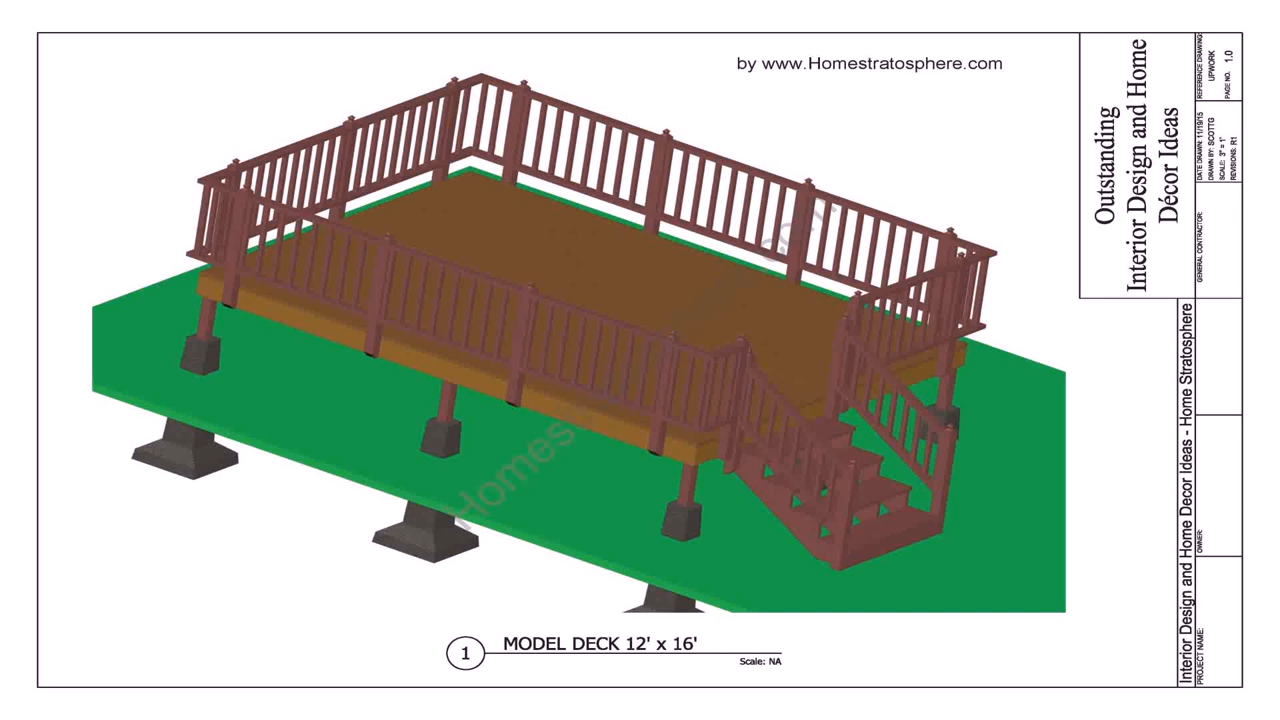 by www.Homestratosphere.com
Outstanding
Interior Design and Home
Décor Ideas
REFERENCE DRAWING:
UPWORK
PAGE NO. 1.0
DATE DRAWN: 11/19/15
DRAWN BY: SCOTTG
SCALE: 3" = 1'
REVISIONS: R1
GENERAL CONTRACTOR:
Interior Design and Home Decor Ideas - Home Stratosphere
OWNER:
PROJECT NAME:
1
MODEL DECK 12' x 16'
Scale: NA